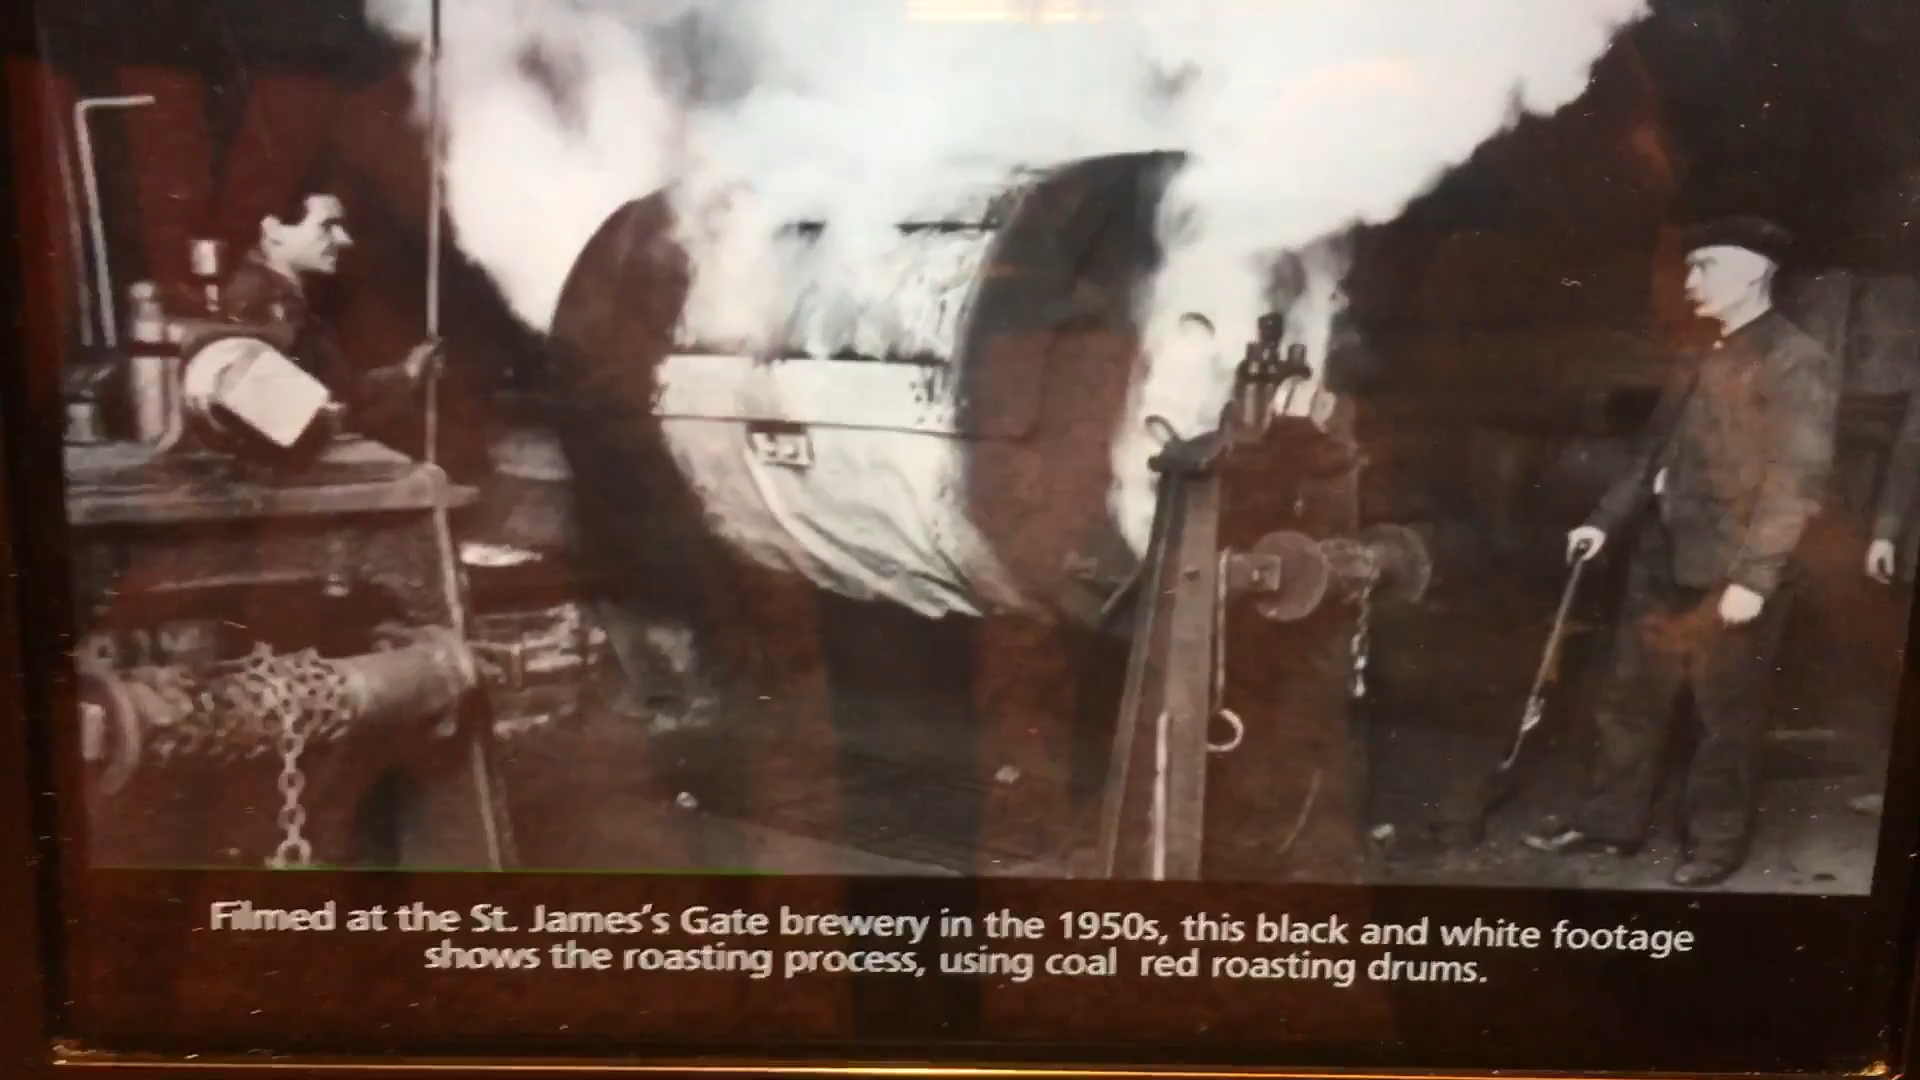 Filmed at the St. James's Gate brewery in the 1950s, this black and white footage
shows the roasting process, using coal red roasting drums.